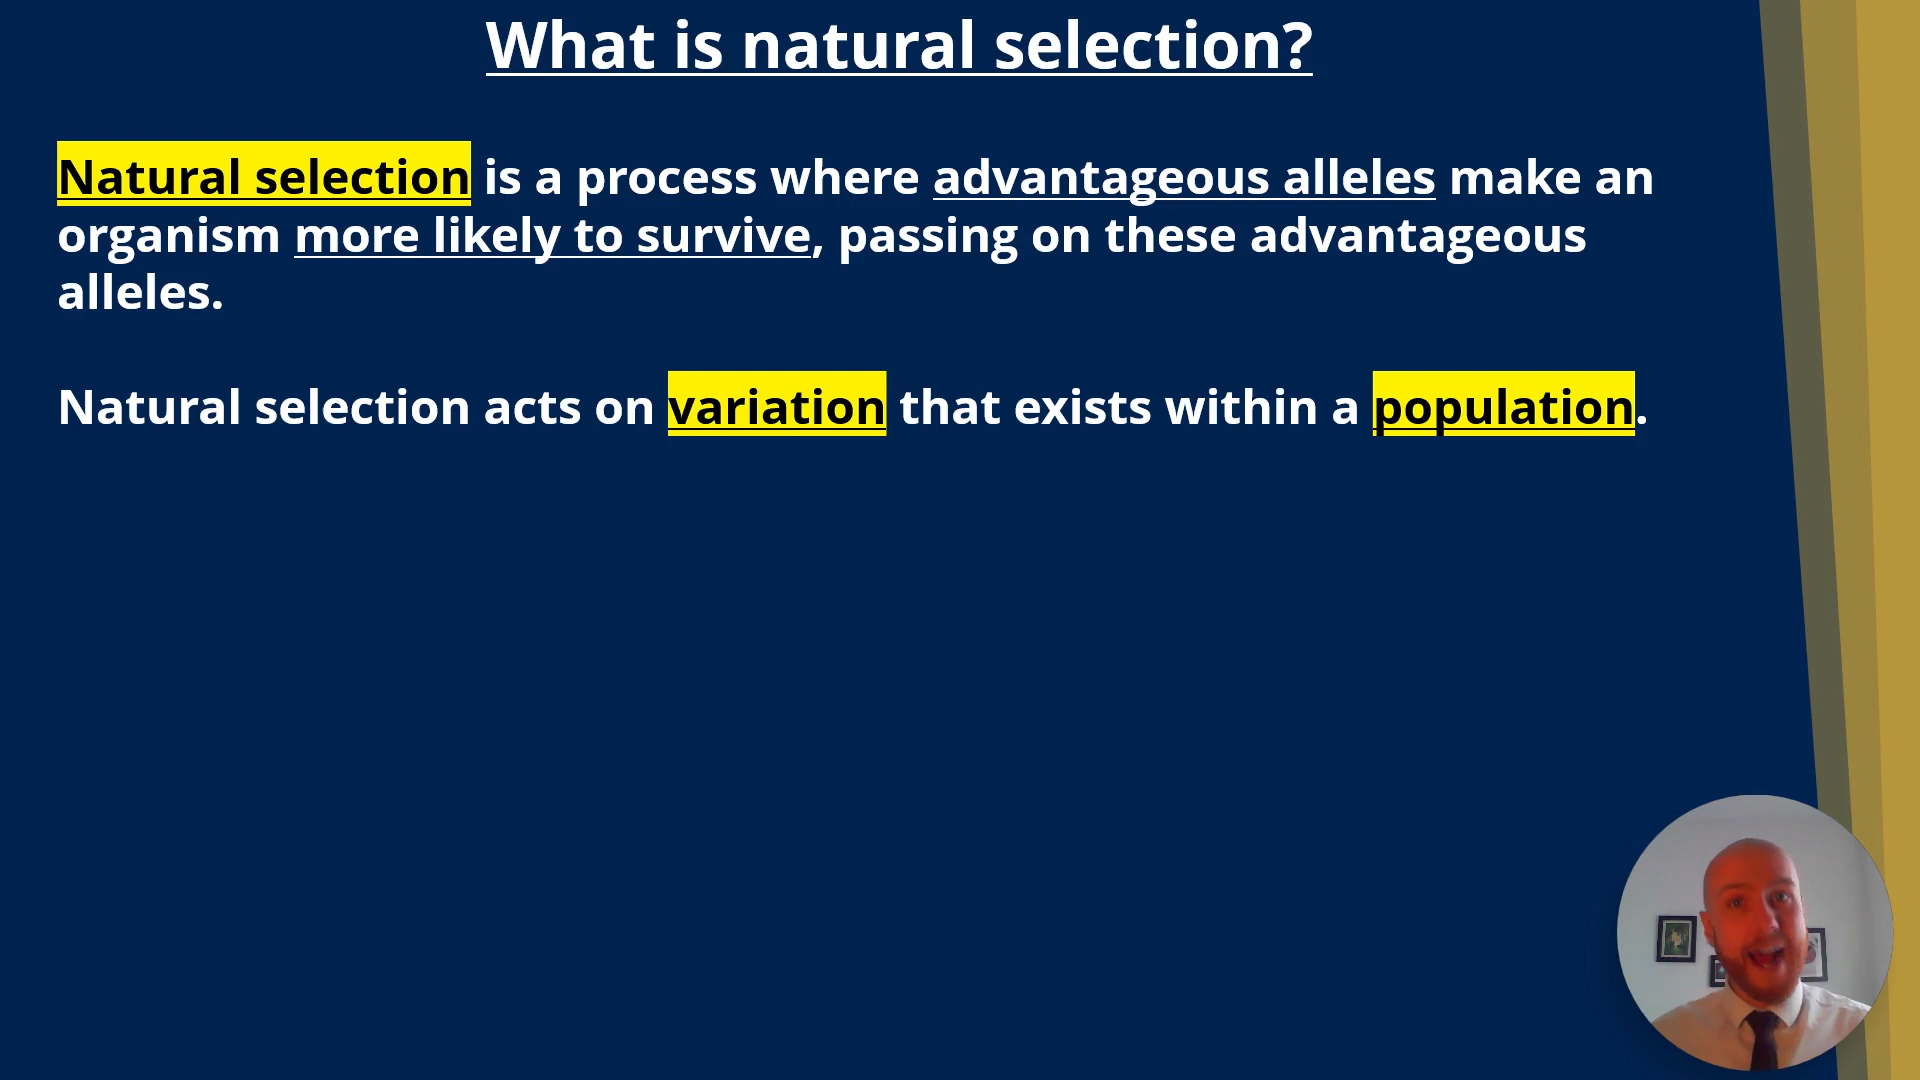 What is natural selection?
Natural selection is a process where advantageous alleles make an
organism more likely to survive, passing on these advantageous
alleles.
Natural selection acts on variation that exists within a population.